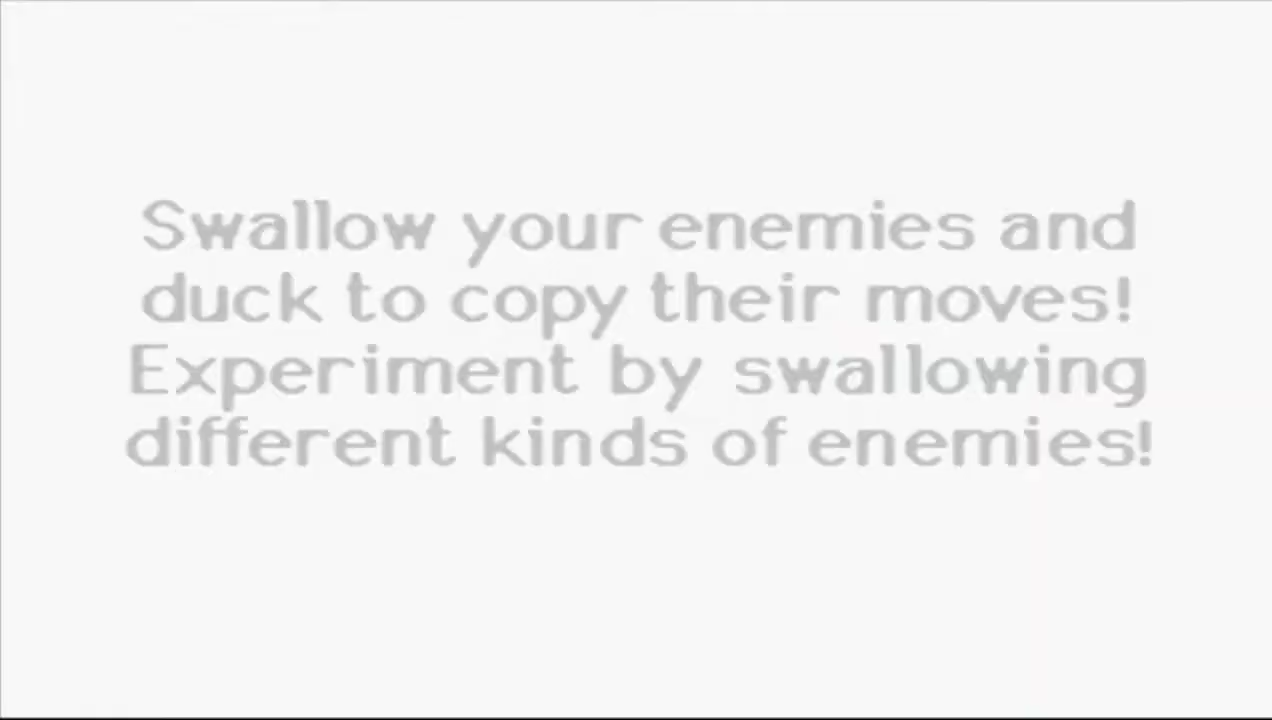 Swallow your enemies and
duck to copy their moves!
Experiment by swallowing
different kinds of enemies!